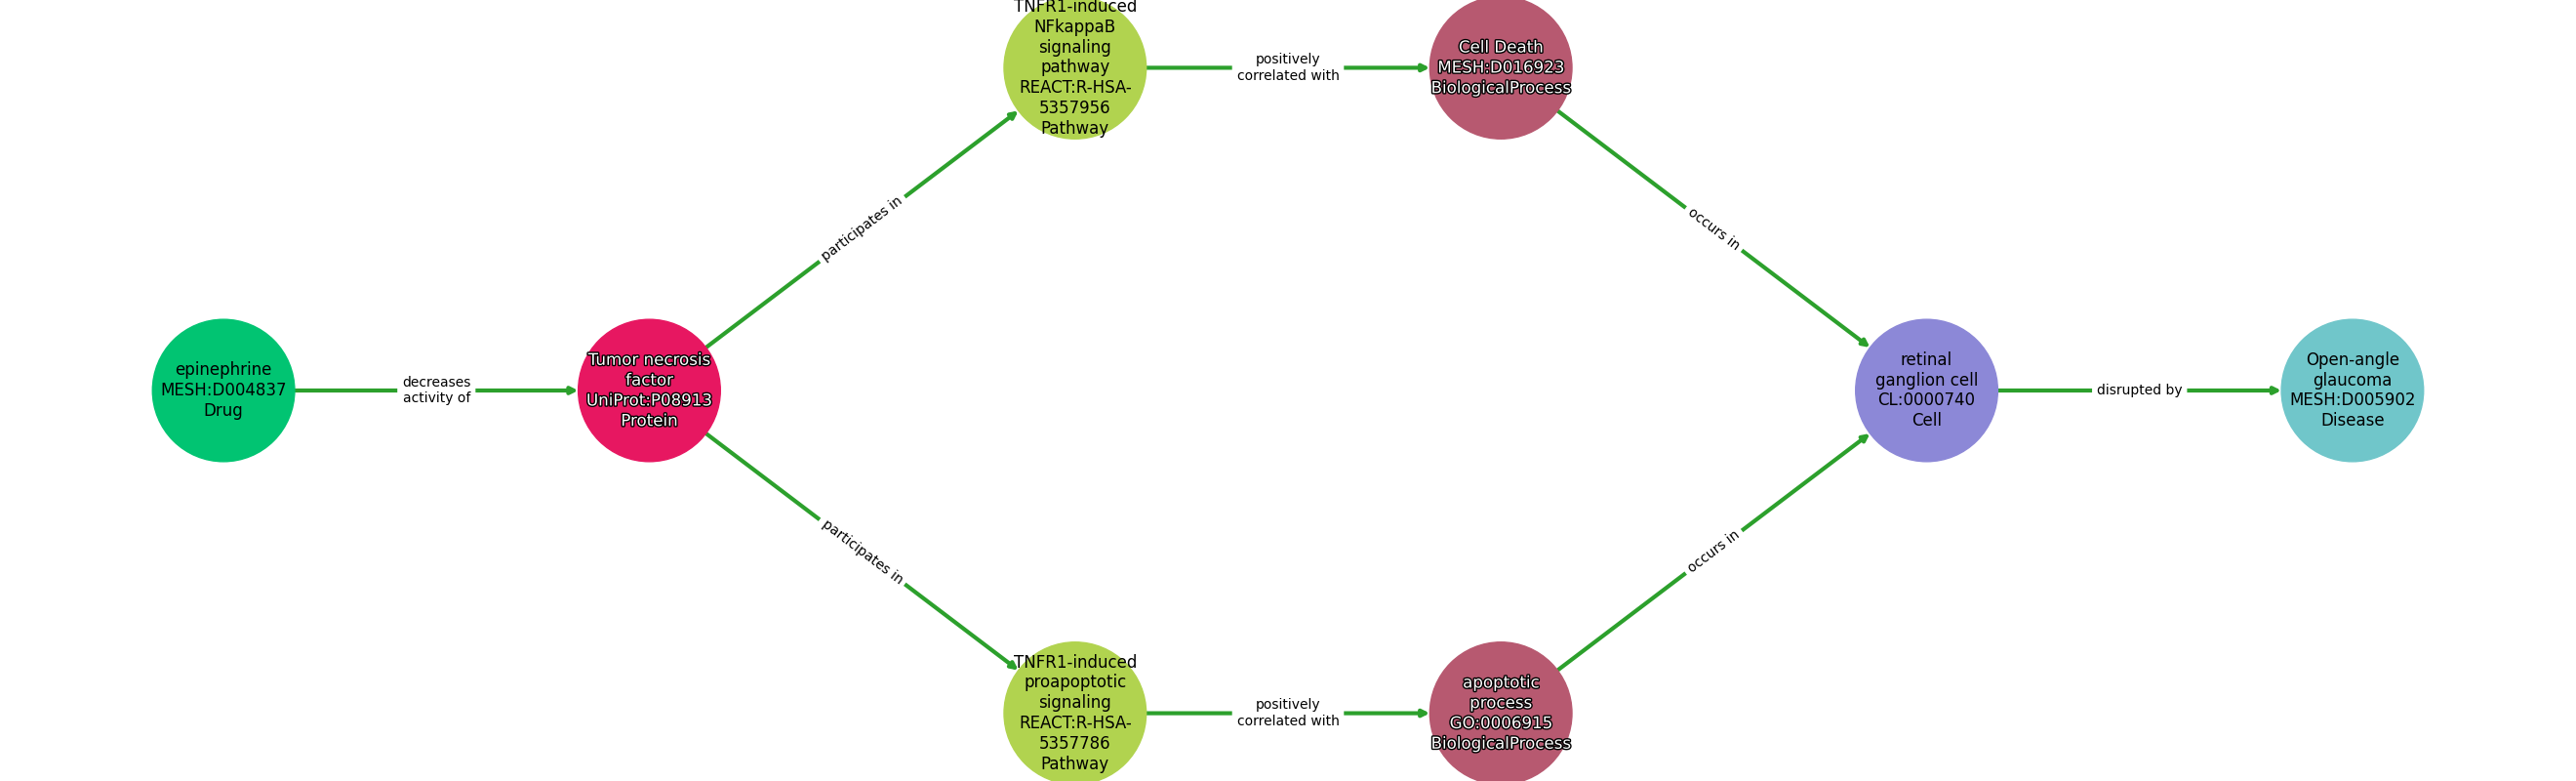 TNFR1-induced
NFkappaB
signaling
pathway
REACT:R-HSA-
5357956
Pathway
positively
correlated with
Cell Death
MESH:D016923
BiologicalProcess
participates in
occurs in
epinephrine
MESH:D004837
Drug
decreases
activity of
Tumor necrosis
factor
UniProt:P08913
Protein
retinal
ganglion cell
CL:0000740
Cell
disrupted by
Open-angle
glaucoma
MESH:D005902
Disease
participates in
occurs in
TNFR1-induced
proapoptotic
signaling
REACT:R-HSA-
5357786
Pathway
positively
correlated with
apoptotic
process
GO:0006915
BiologicalProcess